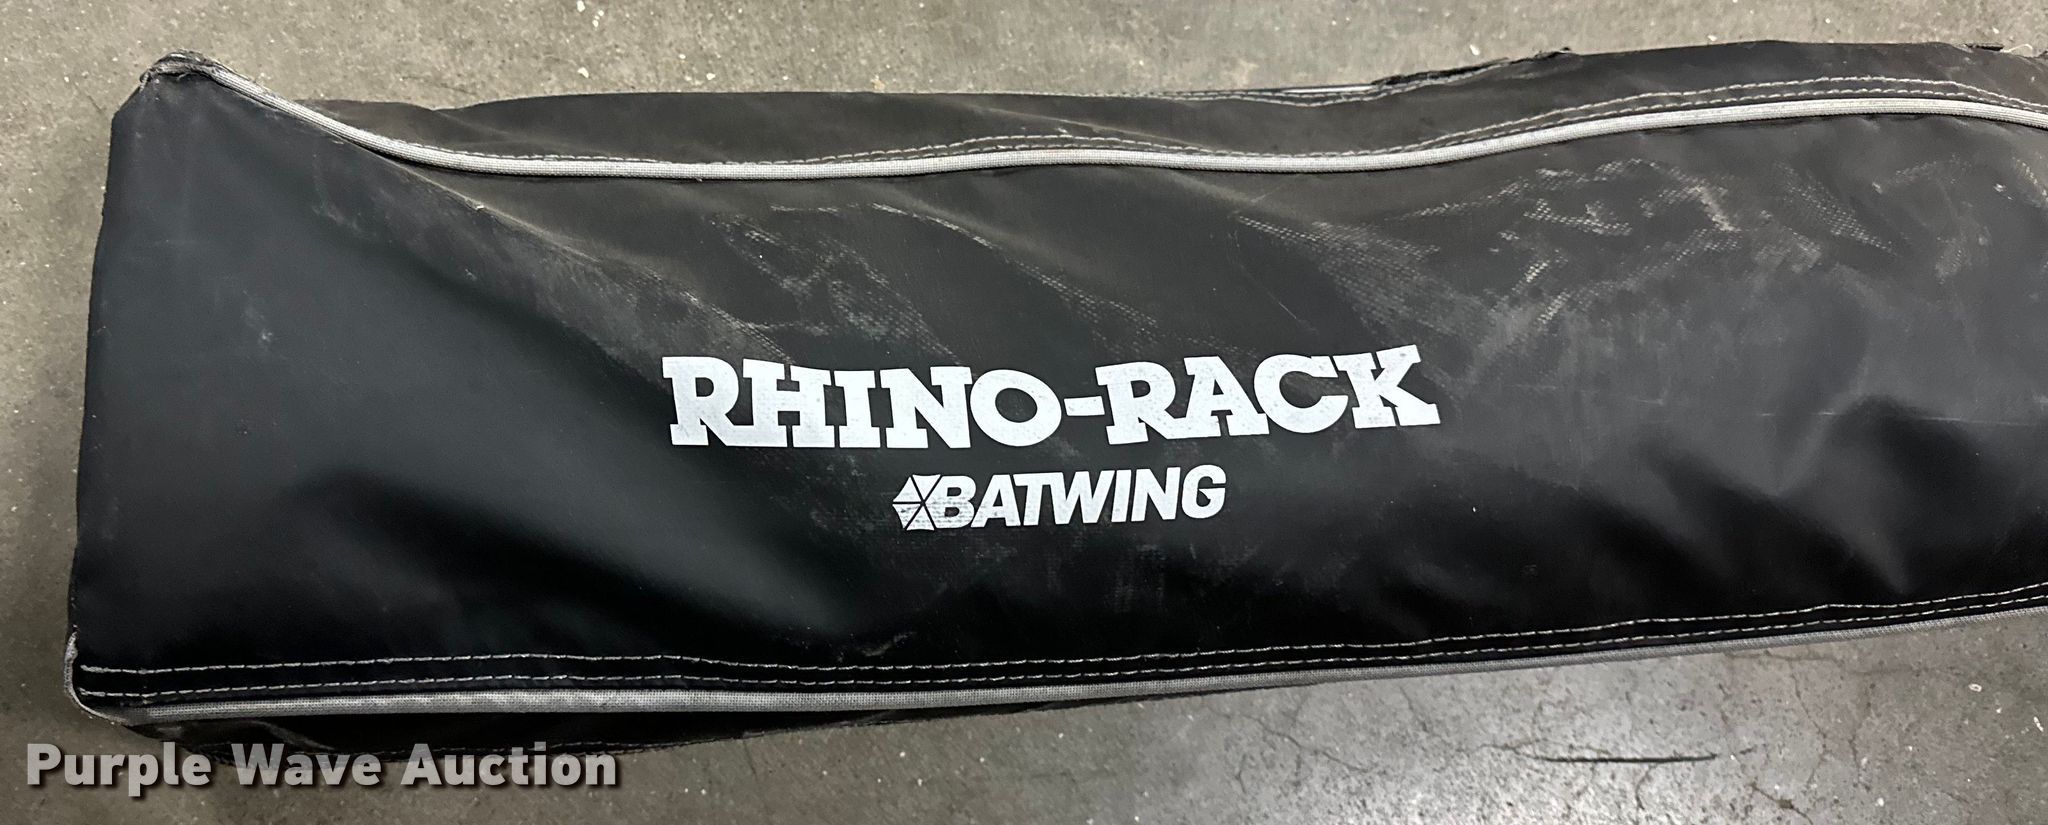 RHINO-RACK
BATWING
Purple Wave Auction